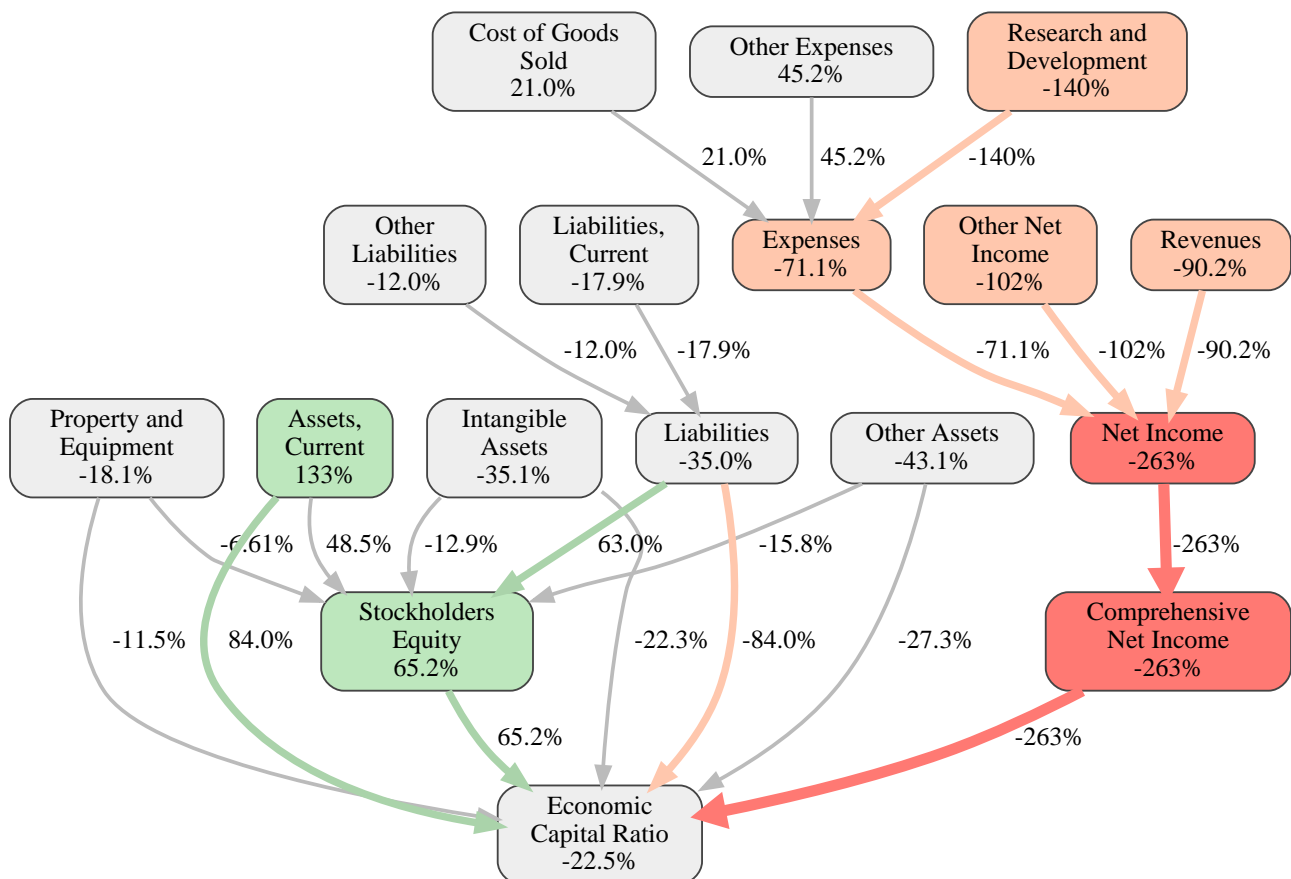 Cost of Goods
Sold
21.0%
Other Expenses
45.2%
Research and
Development
-140%
21.0%
45.2%
-140%
Other
Liabilities
-12.0%
Liabilities,
Current
-17.9%
Expenses
-71.1%
Other Net
Income
-102%
Revenues
-90.2%
-12.0%
-17.9%
-71.1%
-102%
-90.2%
Property and
Equipment
-18.1%
Assets,
Current
133%
Intangible
Assets
-35.1%
Liabilities
-35.0%
Other Assets
-43.1%
Net Income
-263%
-6.61%
48.5%
-12.9%
63.0%
-15.8%
-263%
Stockholders
Equity
65.2%
Comprehensive
Net Income
-263%
-11.5%
84.0%
-22.3%
-84.0%
-27.3%
65.2%
-263%
Economic
Capital Ratio
-22.5%